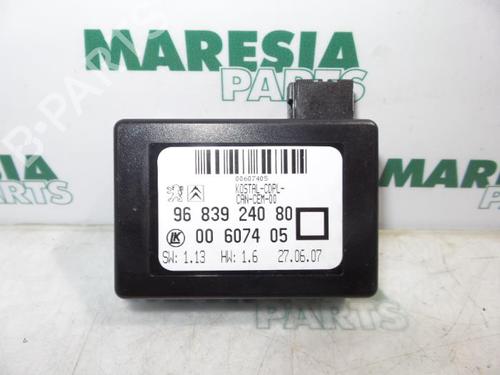 MARESIA
PARTS
MARESIA
PARTS
B-PARTS
00607405
KOSTAL-CDPL-
CAN-CEM-00
96 839 240 80
LK 00 6074 05
SW: 1.13 HW: 1.6 27.06.07